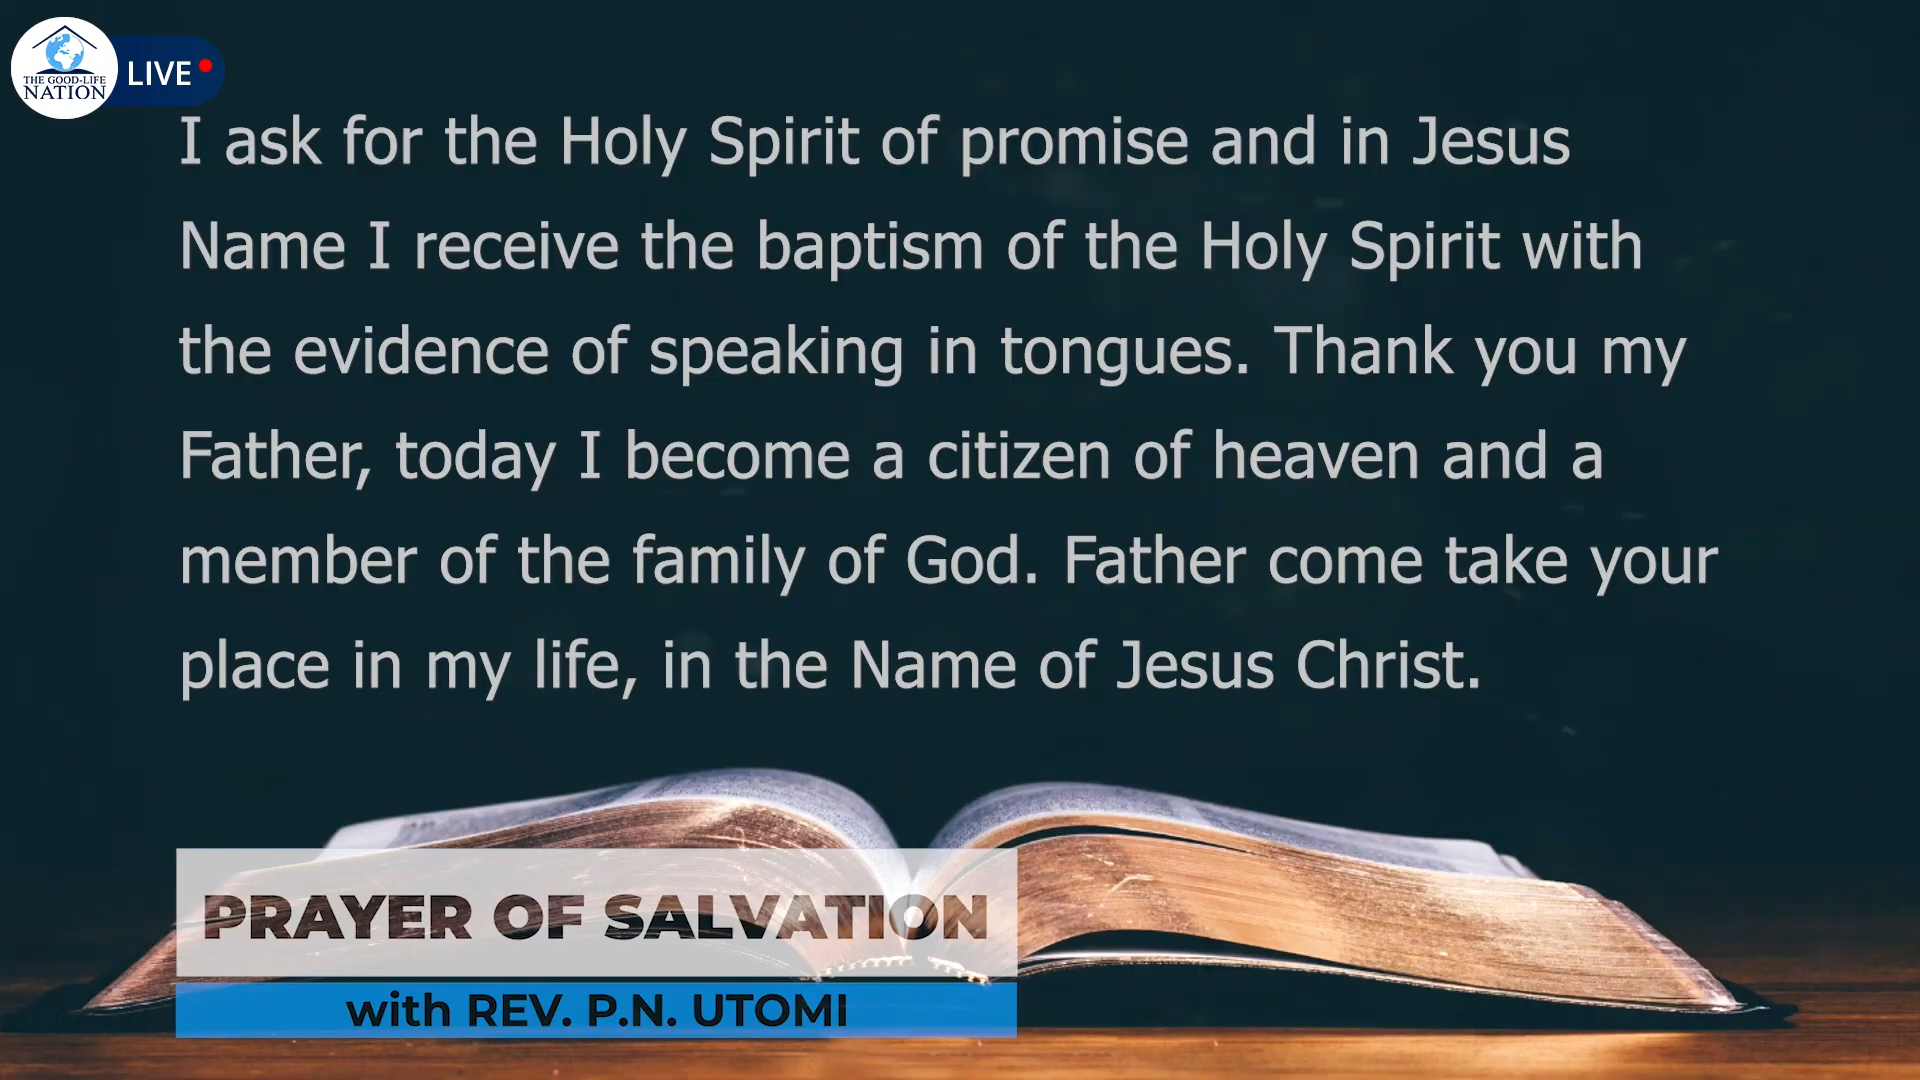 THE GOOD-LIFE
NATION
LIVE
I ask for the Holy Spirit of promise and in Jesus
Name I receive the baptism of the Holy Spirit with
the evidence of speaking in tongues. Thank you my
Father, today I become a citizen of heaven and a
member of the family of God. Father come take your
place in my life, in the Name of Jesus Christ.
PRAYER OF SALVATION
with REV. P.N. UTOMI